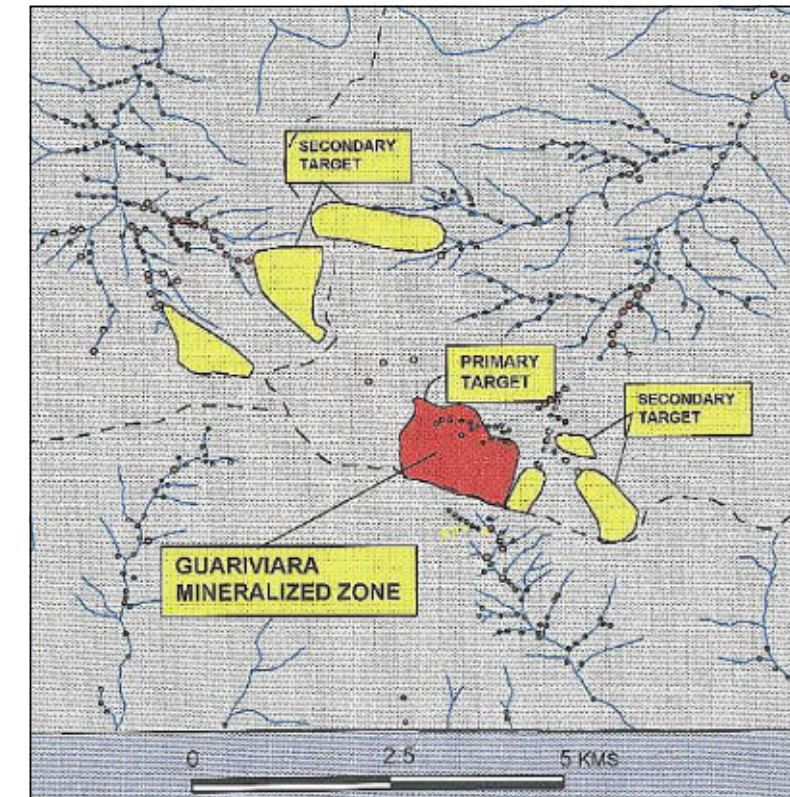 SECONDARY
TARGET
PRIMARY
TARGET
SECONDARY
TARGET
GUARIVIARA
MINERALIZED ZONE
0 2.5 5 KMS